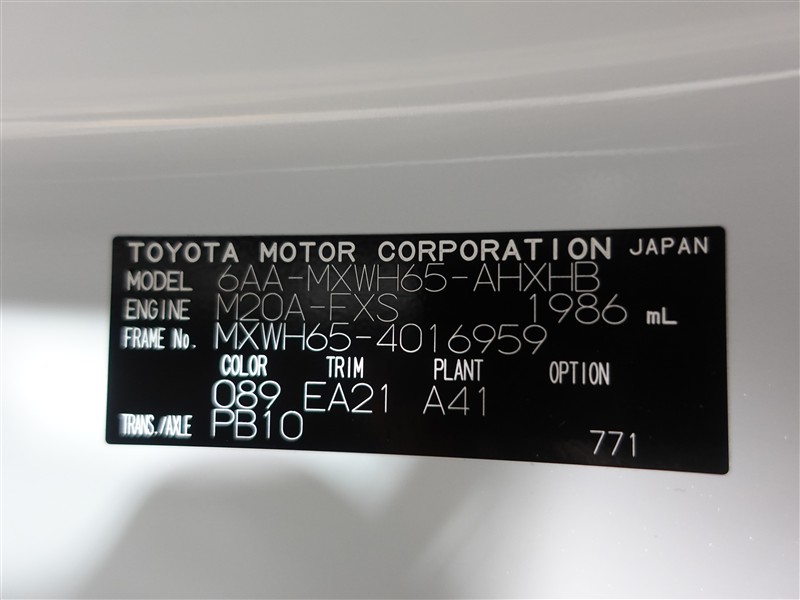 TOYOTA MOTOR CORPORATION JAPAN
MODEL 6AA-MXWH65-AHXHB
ENGINE M20A-FXS 1986 mL
FRAME No. MXWH65-4016959
COLOR TRIM PLANT OPTION
089 EA21 A41
TRANS./AXLE PB10
771